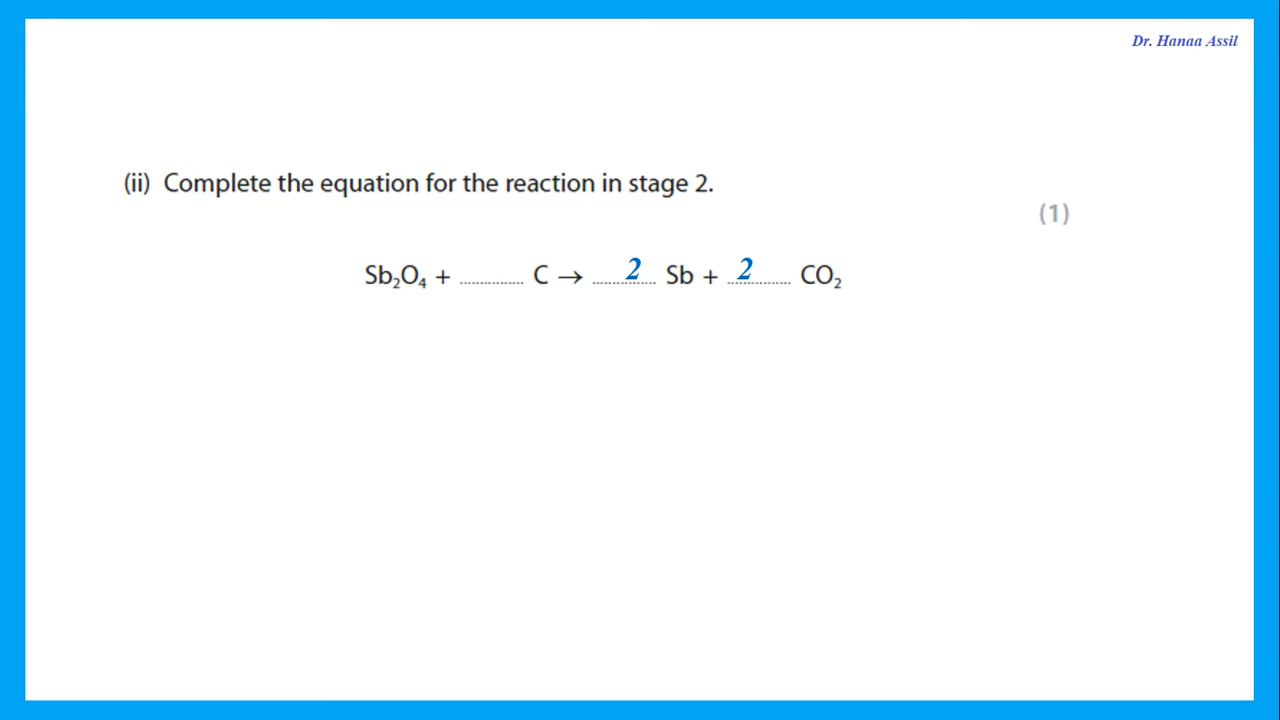 Dr. Hanaa Assil
(ii) Complete the equation for the reaction in stage 2.
(1)
Sb₂O₄ + ................ C → ........2.... Sb + ..2............ CO₂